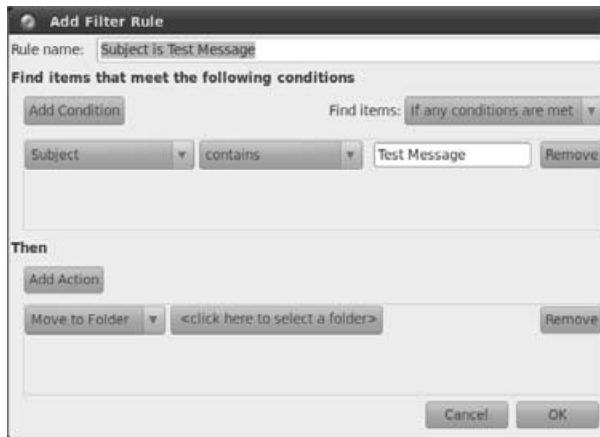 Add Filter Rule
Rule name: Subject is Test Message
Find items that meet the following conditions
Add Condition Find items: If any conditions are met
Subject contains Test Message Remove
Then
Add Action
Move to Folder <click here to select a folder> Remove
Cancel OK